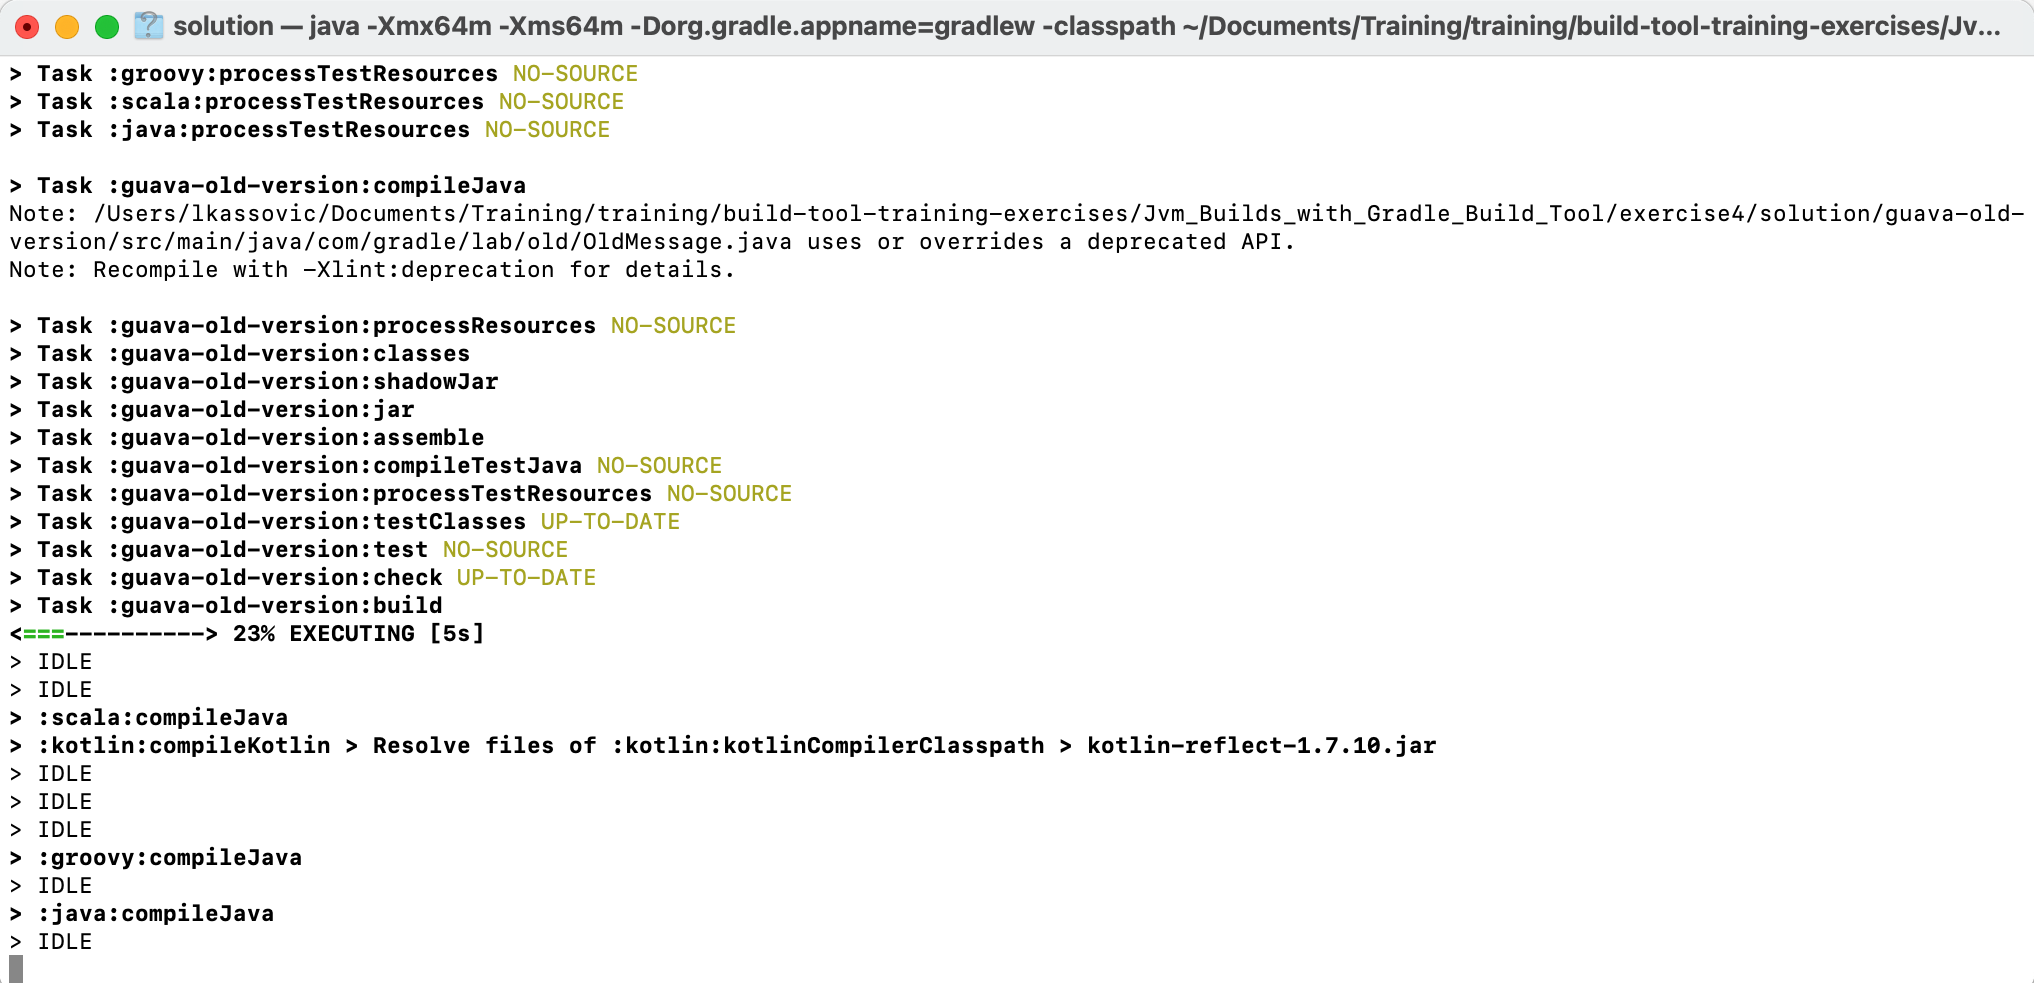 solution — java -Xmx64m -Xms64m -Dorg.gradle.appname=gradlew -classpath ~/Documents/Training/training/build-tool-training-exercises/Jv...
> Task :groovy:processTestResources NO-SOURCE
> Task :scala:processTestResources NO-SOURCE
> Task :java:processTestResources NO-SOURCE
> Task :guava-old-version:compileJava
Note: /Users/lkassovic/Documents/Training/training/build-tool-training-exercises/Jvm_Builds_with_Gradle_Build_Tool/exercise4/solution/guava-old-
version/src/main/java/com/gradle/lab/old/OldMessage.java uses or overrides a deprecated API.
Note: Recompile with -Xlint:deprecation for details.
> Task :guava-old-version:processResources NO-SOURCE
> Task :guava-old-version:classes
> Task :guava-old-version:shadowJar
> Task :guava-old-version:jar
> Task :guava-old-version:assemble
> Task :guava-old-version:compileTestJava NO-SOURCE
> Task :guava-old-version:processTestResources NO-SOURCE
> Task :guava-old-version:testClasses UP-TO-DATE
> Task :guava-old-version:test NO-SOURCE
> Task :guava-old-version:check UP-TO-DATE
> Task :guava-old-version:build
<===----------> 23% EXECUTING [5s]
> IDLE
> IDLE
> :scala:compileJava
> :kotlin:compileKotlin > Resolve files of :kotlin:kotlinCompilerClasspath > kotlin-reflect-1.7.10.jar
> IDLE
> IDLE
> IDLE
> :groovy:compileJava
> IDLE
> :java:compileJava
> IDLE